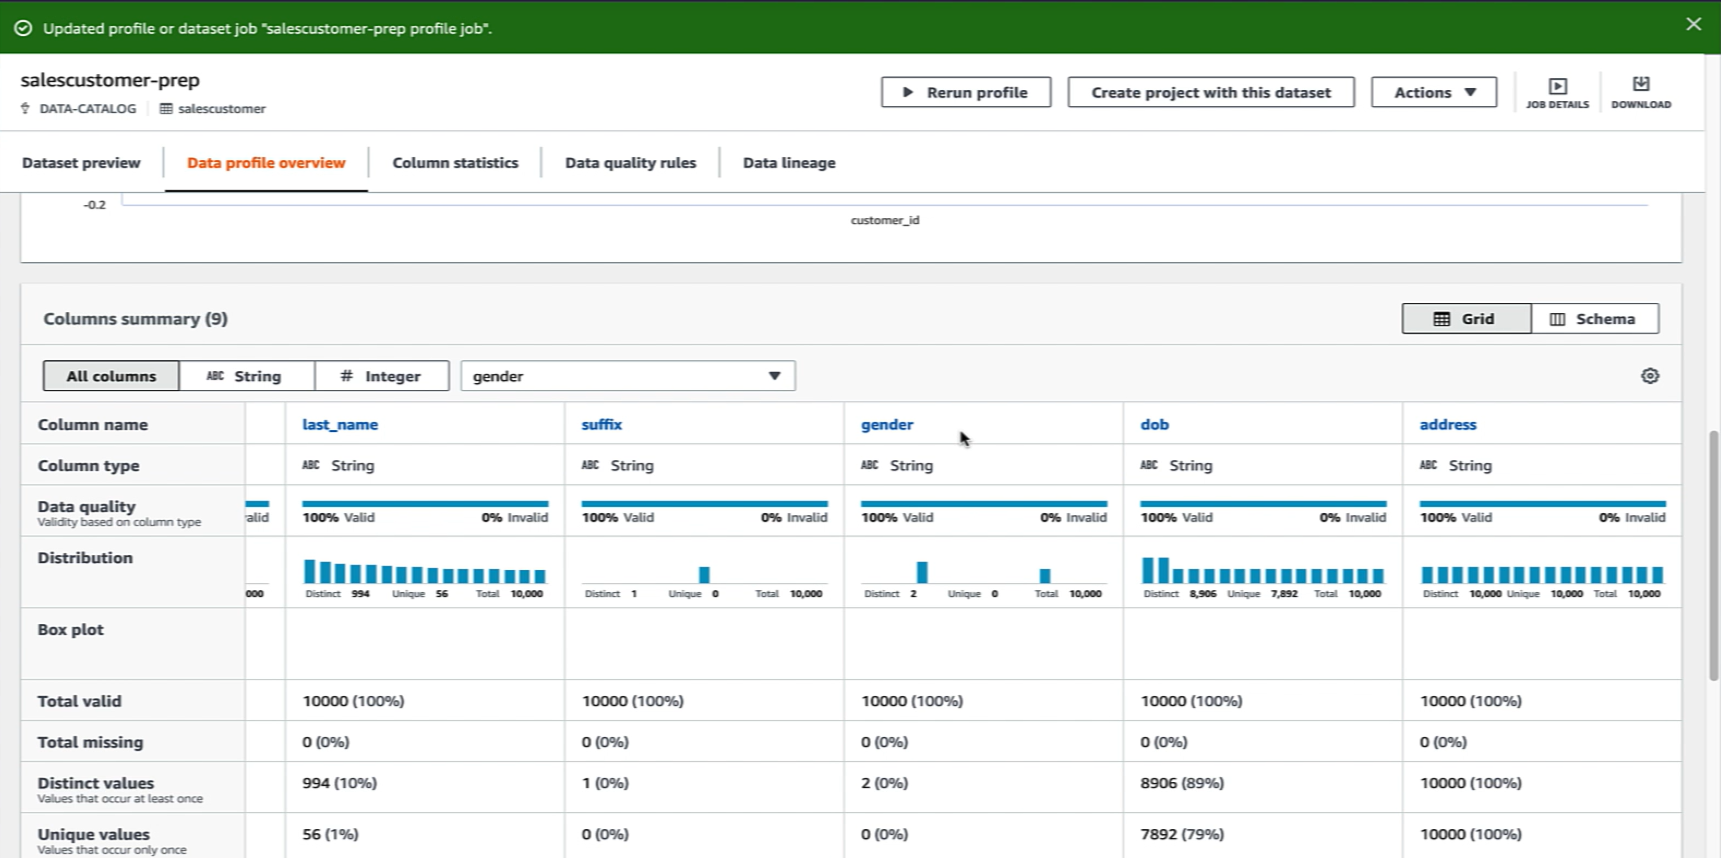 Updated profile or dataset job "salescustomer-prep profile job".
salescustomer-prep
DATA-CATALOG salescustomer
Rerun profile
Create project with this dataset
Actions
JOB DETAILS
DOWNLOAD
Dataset preview Data profile overview Column statistics Data quality rules Data lineage
-0.2
customer_id
Columns summary (9)
Grid Schema
All columns ABC String # Integer gender
Column name last_name suffix gender dob address
Column type ABC String ABC String ABC String ABC String ABC String
Data quality
Validity based on column type
alid 100% Valid 0% Invalid 100% Valid 0% Invalid 100% Valid 0% Invalid 100% Valid 0% Invalid 100% Valid 0% Invalid
Distribution
000 Distinct 994 Unique 56 Total 10,000 Distinct 1 Unique 0 Total 10,000 Distinct 2 Unique 0 Total 10,000 Distinct 8,906 Unique 7,892 Total 10,000 Distinct 10,000 Unique 10,000 Total 10,000
Box plot
Total valid 10000 (100%) 10000 (100%) 10000 (100%) 10000 (100%) 10000 (100%)
Total missing 0 (0%) 0 (0%) 0 (0%) 0 (0%) 0 (0%)
Distinct values 994 (10%) 1 (0%) 2 (0%) 8906 (89%) 10000 (100%)
Values that occur at least once
Unique values 56 (1%) 0 (0%) 0 (0%) 7892 (79%) 10000 (100%)
Values that occur only once